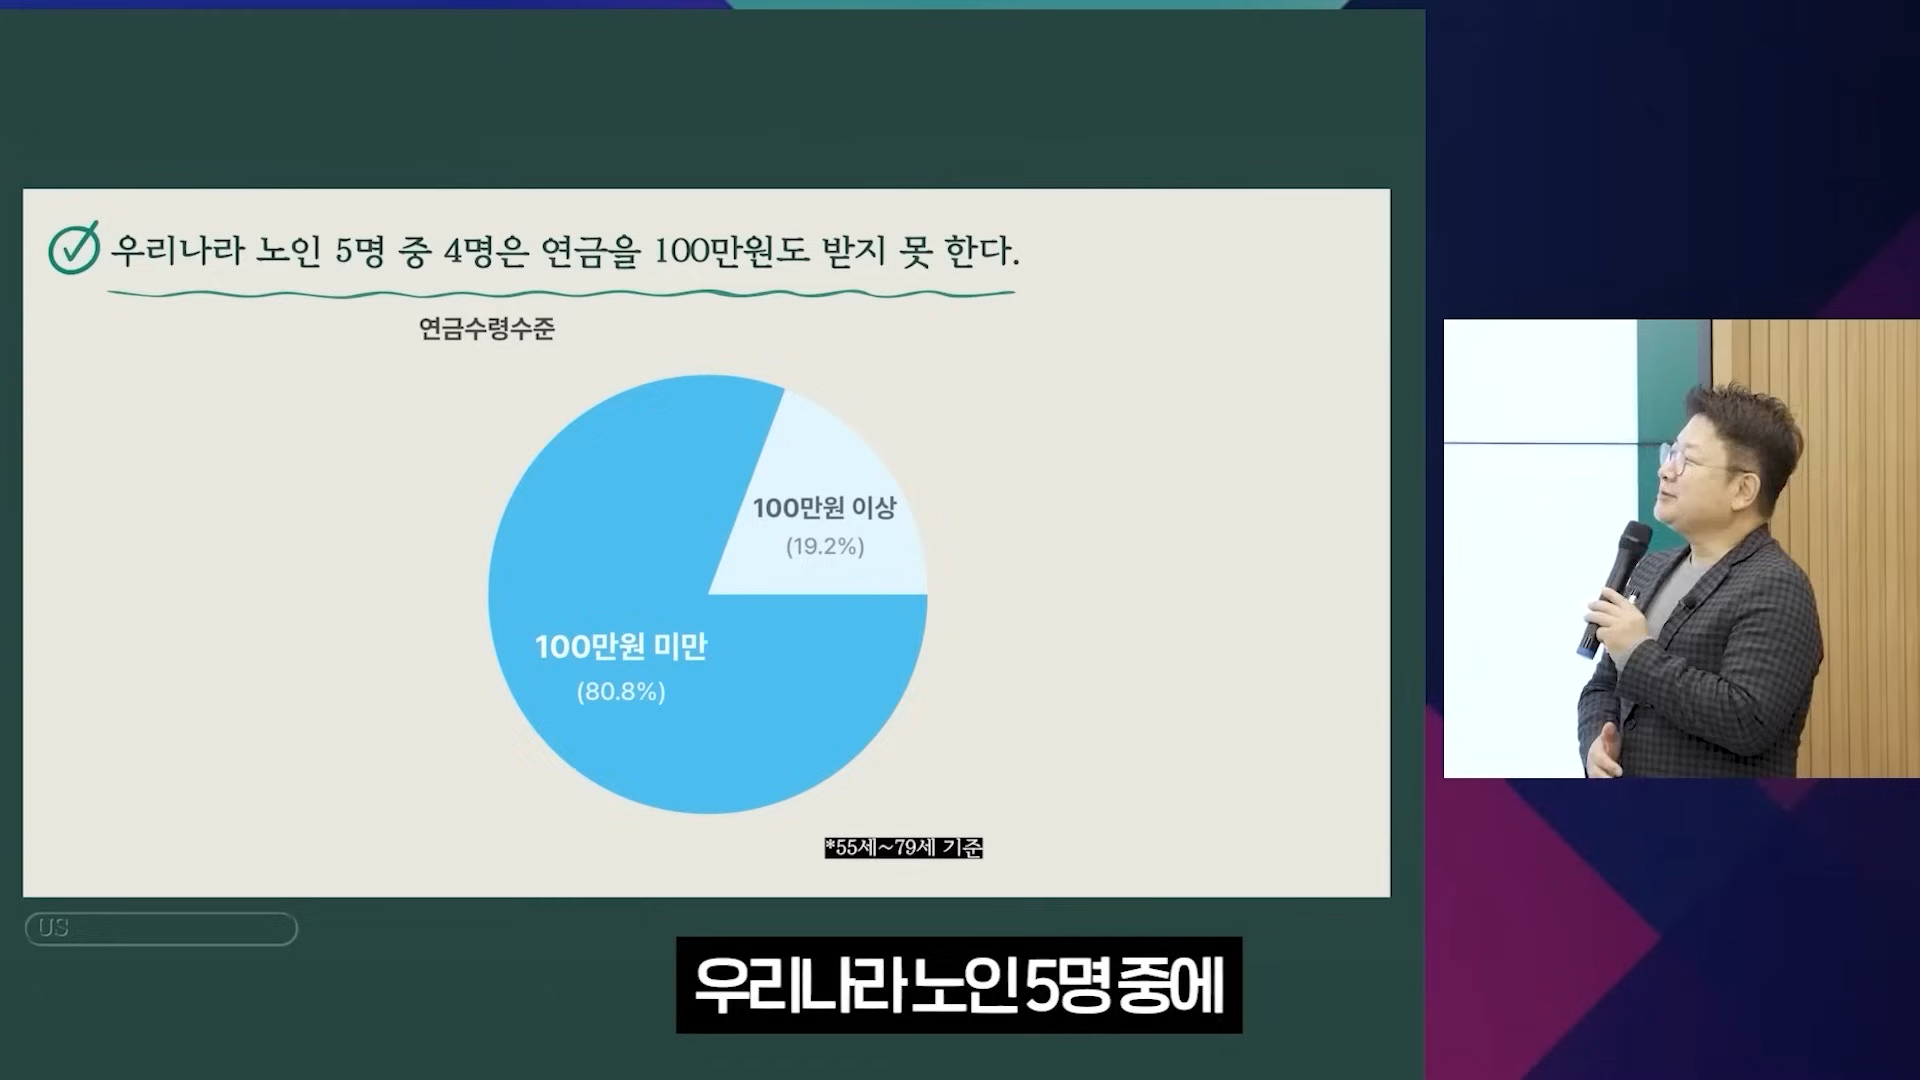 우리나라 노인 5명 중 4명은 연금을 100만원도 받지 못 한다.
연금수령수준
100만원 이상
(19.2%)
100만원 미만
(80.8%)
*55세~79세 기준
US
우리나라 노인 5명 중에